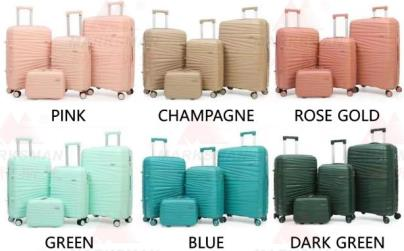 PINK
CHAMPAGNE
ROSE GOLD
GREEN
BLUE
DARK GREEN